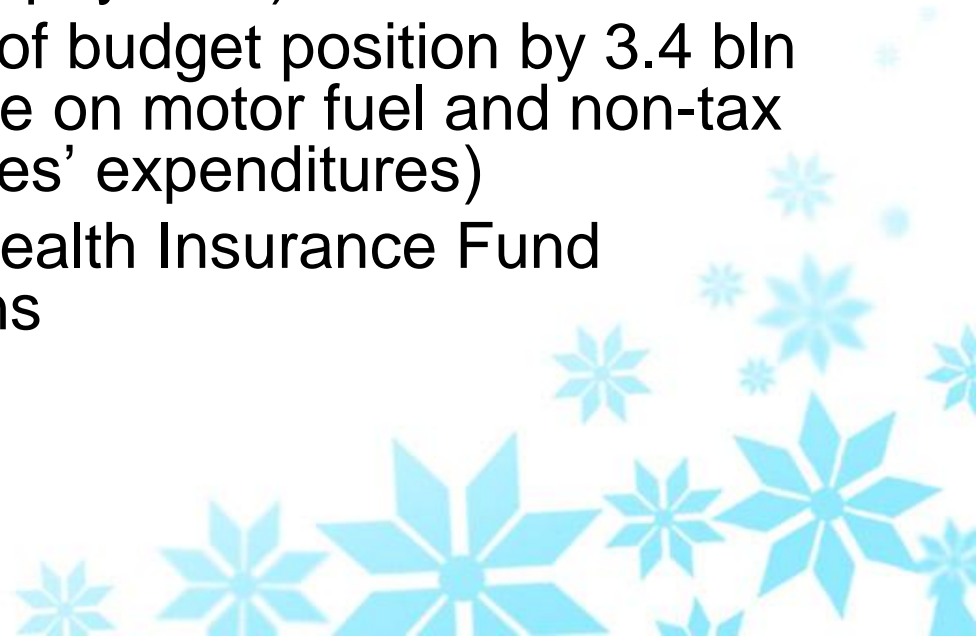 of budget position by 3.4 bln
e on motor fuel and non-tax
es’ expenditures)
ealth Insurance Fund
ns